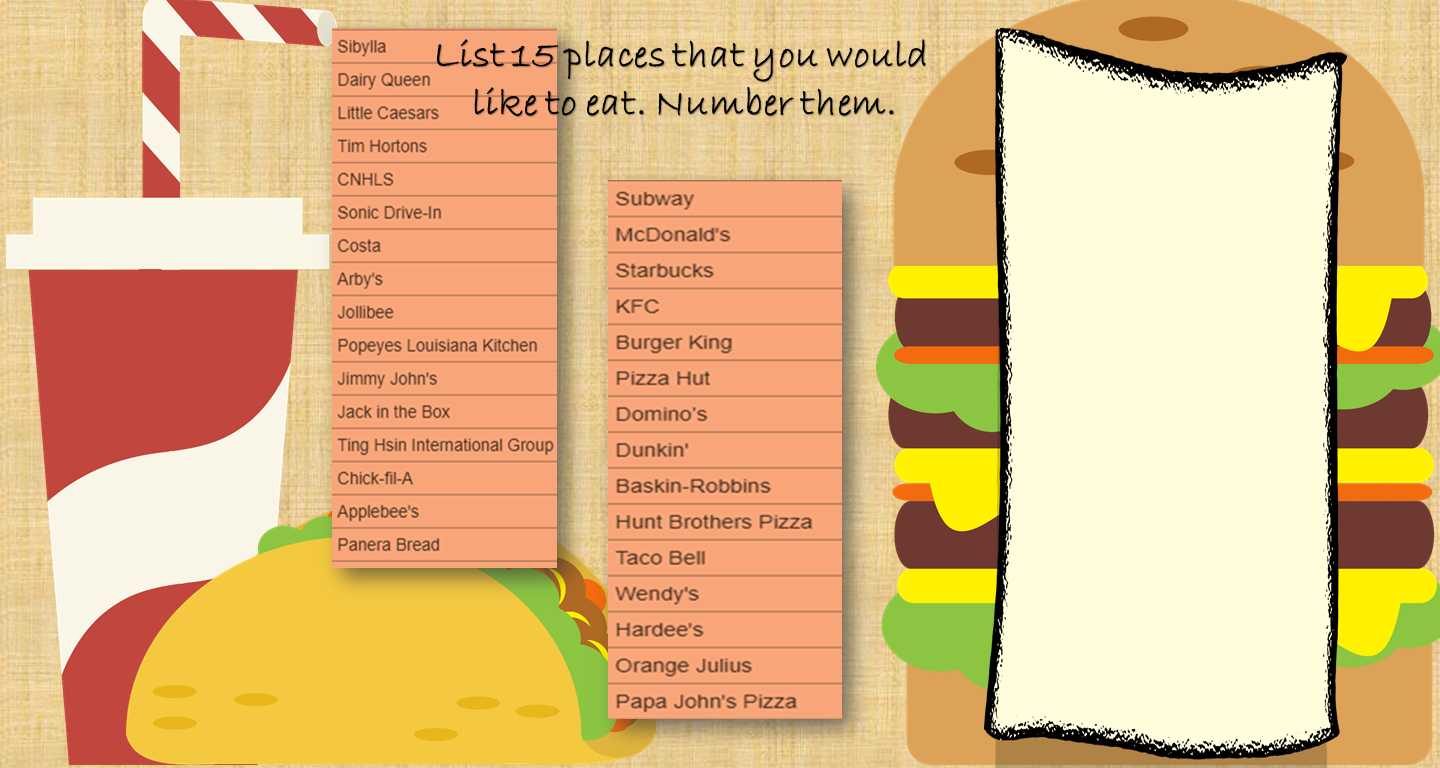 List 15 places that you would
like to eat. Number them.
Sibylla
Dairy Queen
Little Caesars
Tim Hortons
CNHLS
Sonic Drive-In
Costa
Arby's
Jollibee
Popeyes Louisiana Kitchen
Jimmy John's
Jack in the Box
Ting Hsin International Group
Chick-fil-A
Applebee's
Panera Bread
Subway
McDonald's
Starbucks
KFC
Burger King
Pizza Hut
Domino's
Dunkin'
Baskin-Robbins
Hunt Brothers Pizza
Taco Bell
Wendy's
Hardee's
Orange Julius
Papa John's Pizza